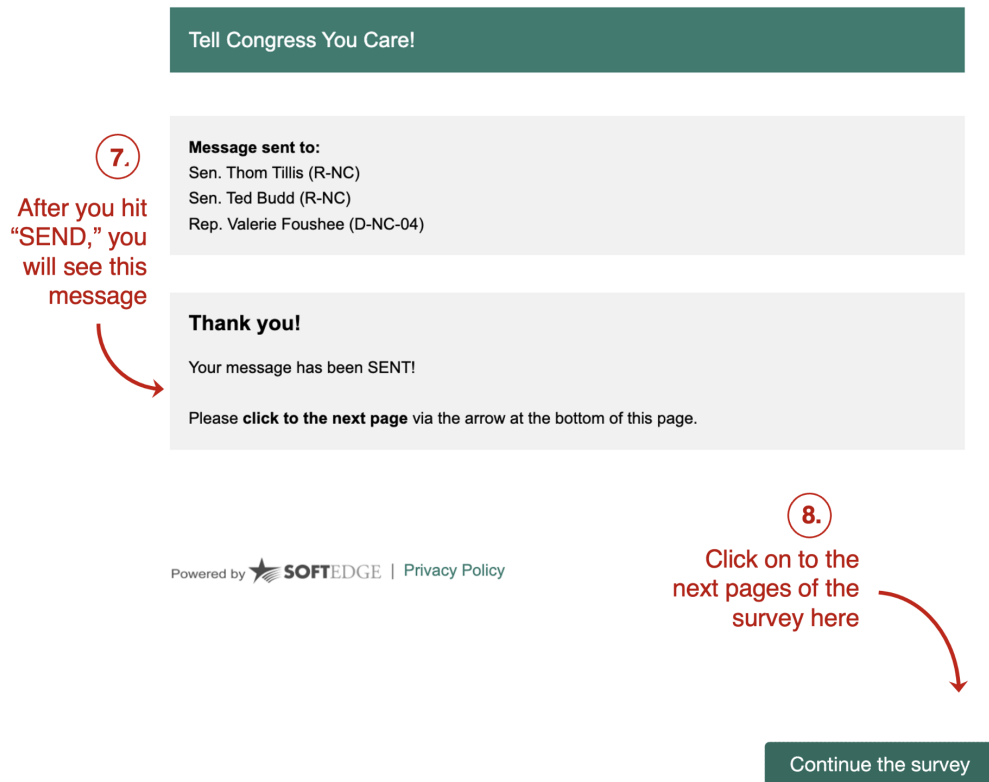 Tell Congress You Care!
Message sent to:
Sen. Thom Tillis (R-NC)
Sen. Ted Budd (R-NC)
Rep. Valerie Foushee (D-NC-04)
7.
After you hit
“SEND,” you
will see this
message
Thank you!
Your message has been SENT!
Please click to the next page via the arrow at the bottom of this page.
8.
Click on to the
next pages of the
survey here
Powered by SOFTEDGE | Privacy Policy
Continue the survey